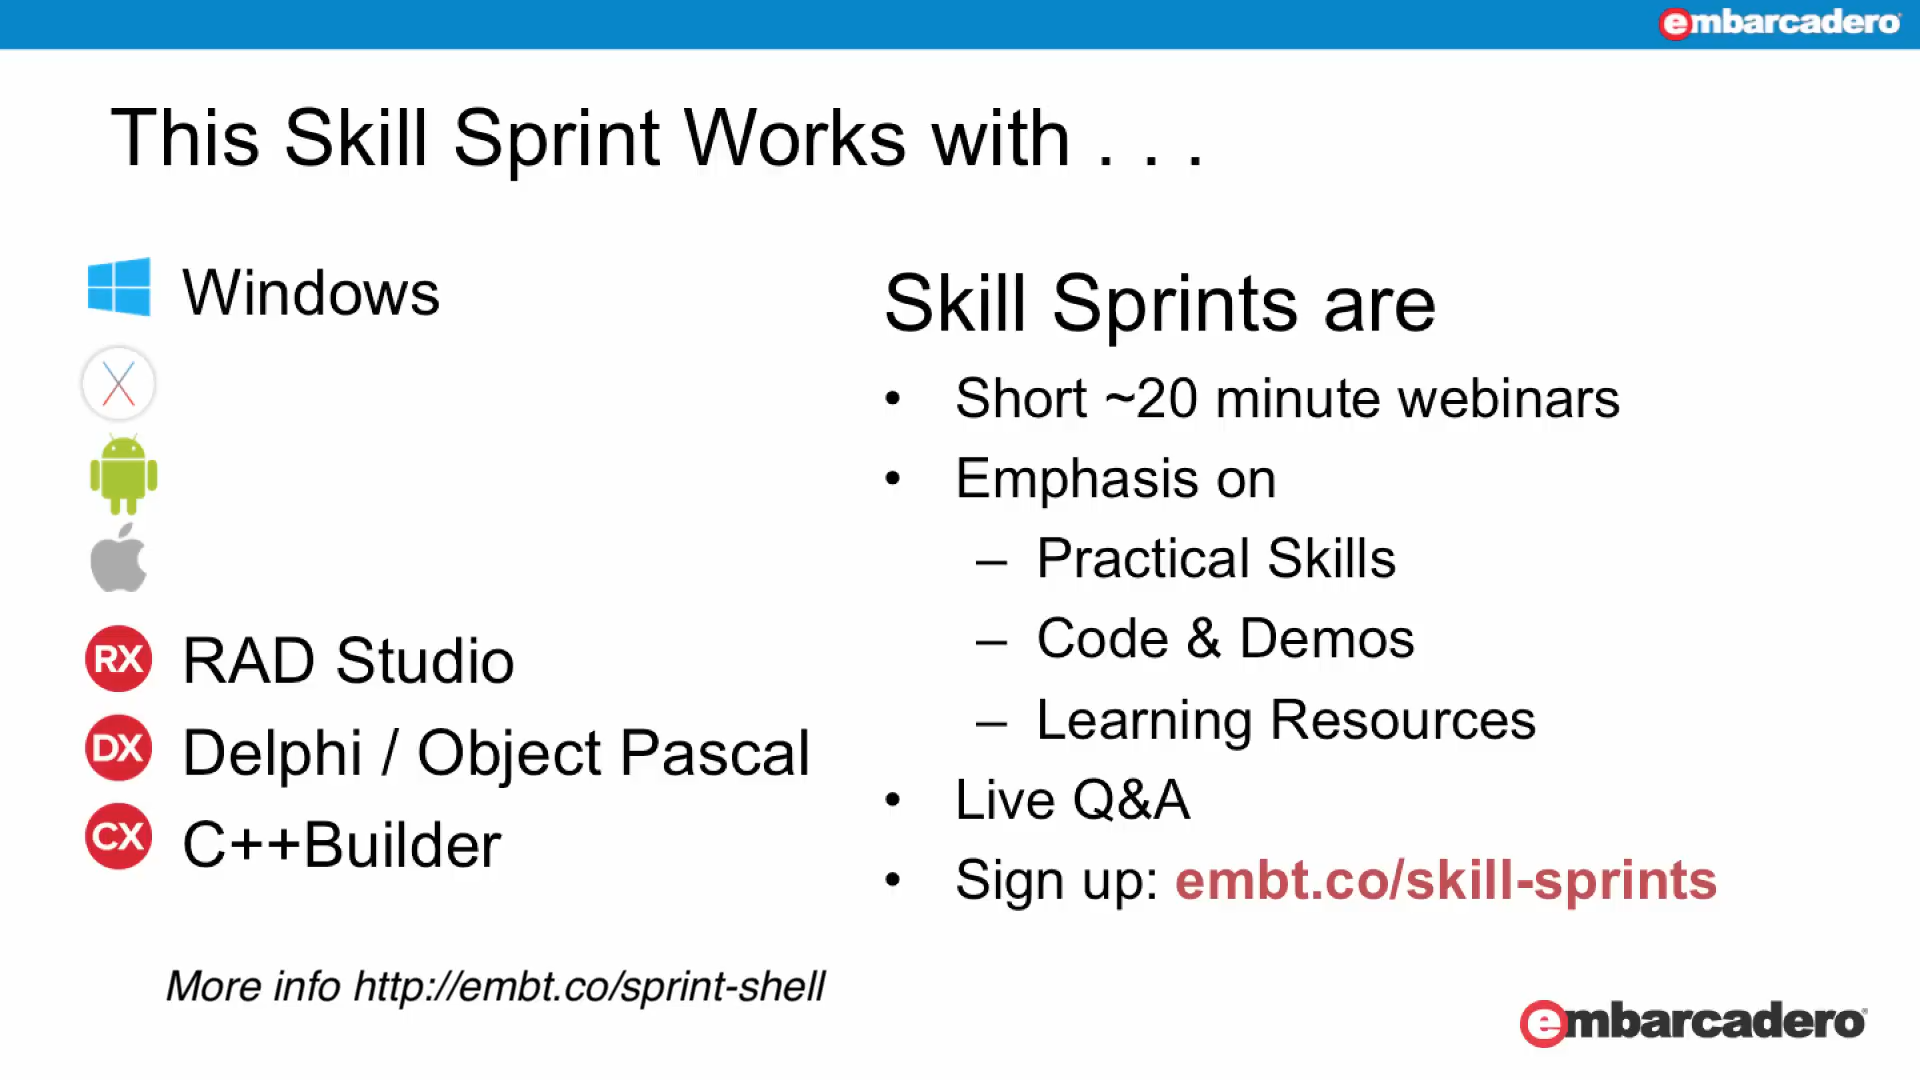 embarcadero
This Skill Sprint Works with . . .
Windows
RX RAD Studio
DX Delphi / Object Pascal
CX C++Builder
More info http://embt.co/sprint-shell
Skill Sprints are
• Short ~20 minute webinars
• Emphasis on
– Practical Skills
– Code & Demos
– Learning Resources
• Live Q&A
• Sign up: embt.co/skill-sprints
embarcadero®